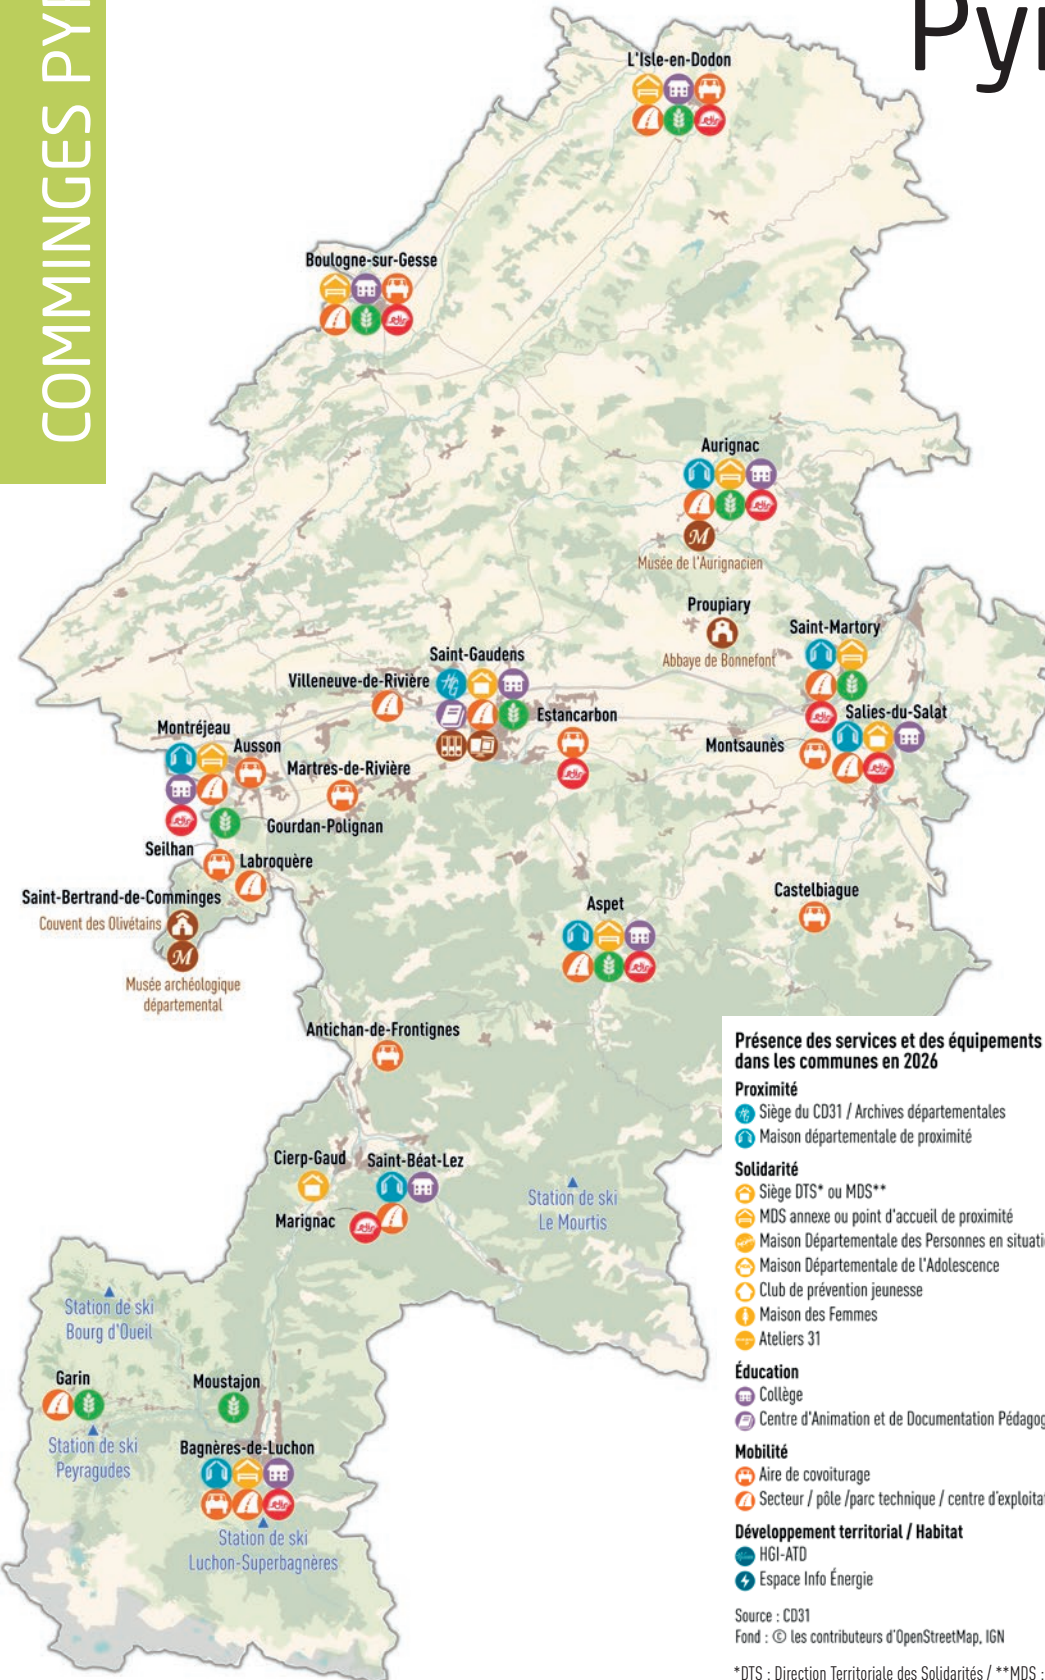 COMMINGES PY
Py
L'Isle-en-Dodon
Boulogne-sur-Gesse
Aurignac
M
Musée de l'Aurignacien
Proupiary
Abbaye de Bonnefont
Saint-Martory
Saint-Gaudens
Villeneuve-de-Rivière
Estancarbon
Salies-du-Salat
Montsaunès
Montréjeau
Ausson
Martres-de-Rivière
Gourdan-Polignan
Seilhan
Labroquère
Saint-Bertrand-de-Comminges
Couvent des Olivétains
M
Musée archéologique
départemental
Aspet
Castelbiague
Antichan-de-Frontignes
Cierp-Gaud
Saint-Béat-Lez
Marignac
Station de ski
Le Mourtis
Station de ski
Bourg d'Oueil
Garin
Moustajon
Station de ski
Peyragudes
Bagnères-de-Luchon
Station de ski
Luchon-Superbagnères
Présence des services et des équipements
dans les communes en 2026
Proximité
Siège du CD31 / Archives départementales
Maison départementale de proximité
Solidarité
Siège DTS* ou MDS**
MDS annexe ou point d'accueil de proximité
Maison Départementale des Personnes en situati
Maison Départementale de l'Adolescence
Club de prévention jeunesse
Maison des Femmes
Ateliers 31
Éducation
Collège
Centre d'Animation et de Documentation Pédagog
Mobilité
Aire de covoiturage
Secteur / pôle /parc technique / centre d'exploita
Développement territorial / Habitat
HGI-ATD
Espace Info Énergie
Source : CD31
Fond : © les contributeurs d'OpenStreetMap, IGN
*DTS : Direction Territoriale des Solidarités / **MDS :